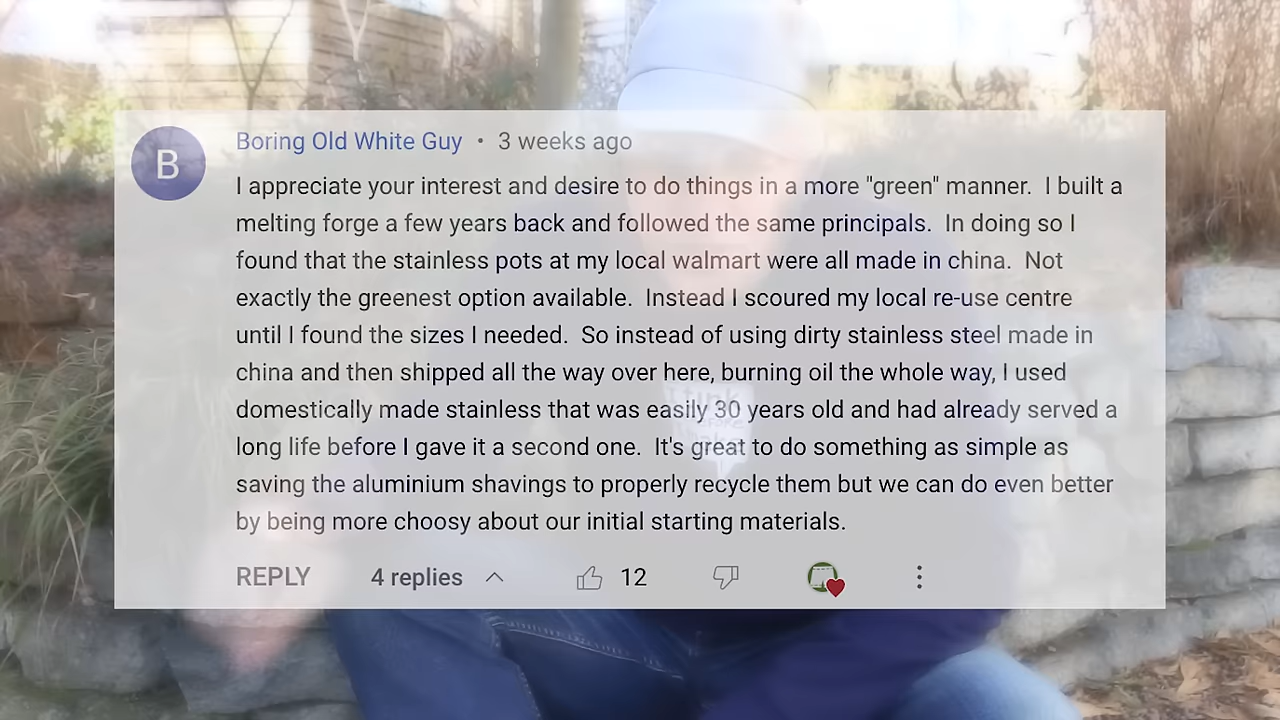 B
Boring Old White Guy • 3 weeks ago
I appreciate your interest and desire to do things in a more "green" manner.  I built a
melting forge a few years back and followed the same principals.  In doing so I
found that the stainless pots at my local walmart were all made in china.  Not
exactly the greenest option available.  Instead I scoured my local re-use centre
until I found the sizes I needed.  So instead of using dirty stainless steel made in
china and then shipped all the way over here, burning oil the whole way, I used
domestically made stainless that was easily 30 years old and had already served a
long life before I gave it a second one.  It's great to do something as simple as
saving the aluminium shavings to properly recycle them but we can do even better
by being more choosy about our initial starting materials.
REPLY 4 replies 12